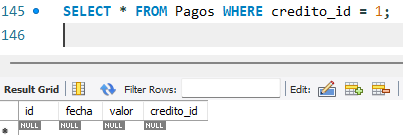 145 SELECT * FROM Pagos WHERE credito_id = 1;
146
Result Grid Filter Rows: Edit:
id fecha valor credito_id
* NULL NULL NULL NULL